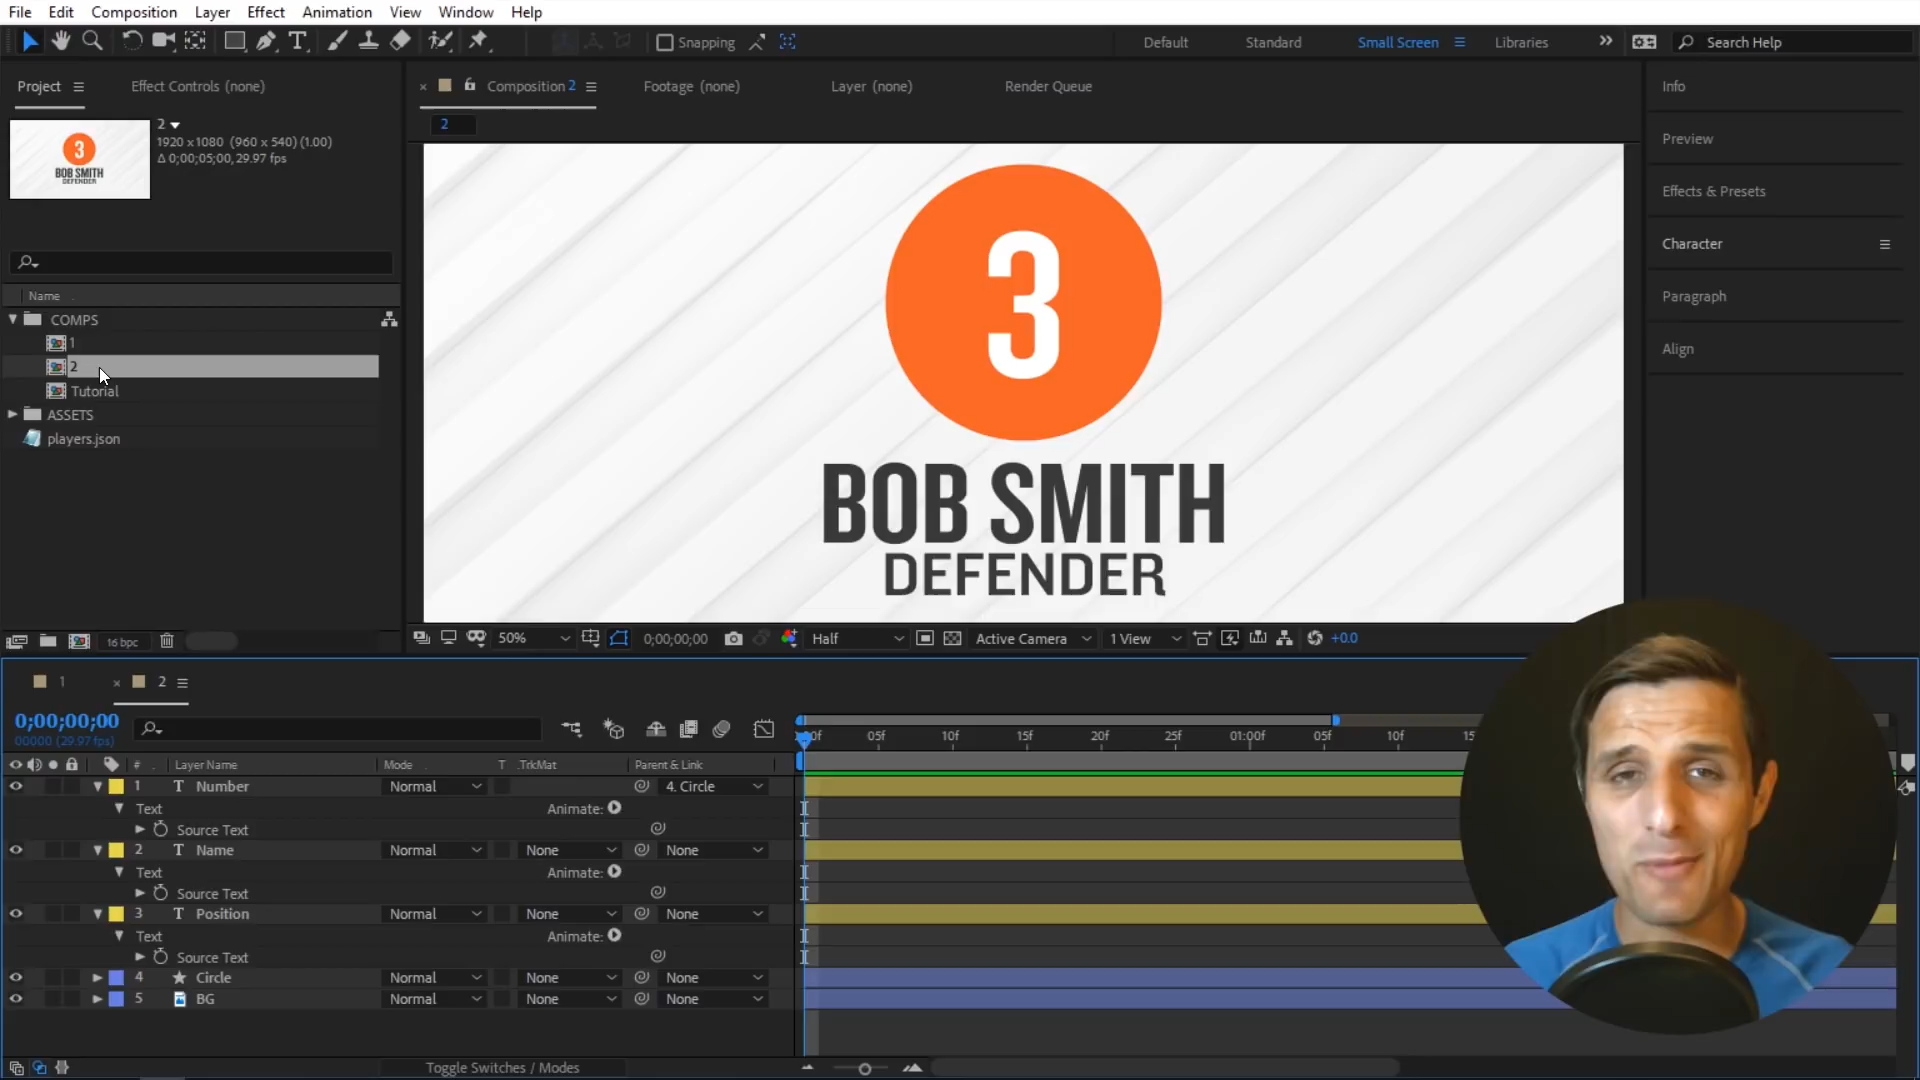 File Edit Composition Layer Effect Animation View Window Help
Snapping Default Standard Small Screen Libraries Search Help
Project Effect Controls (none) Composition 2 Footage (none) Layer (none) Render Queue
2
2
1920 x 1080 (960 x 540) (1.00)
Δ 0;00;05;00, 29.97 fps
3
BOB SMITH
DEFENDER
Name
COMPS
1
2
Tutorial
ASSETS
players.json
3
BOB SMITH
DEFENDER
Info
Preview
Effects & Presets
Character
Paragraph
Align
16 bpc
50% 0;00;00;00 Half Active Camera 1 View +0.0
1 2
0;00;00;00
00000 (29.97 fps)
05f 10f 15f 20f 25f 01:00f 05f 10f
# Layer Name Mode T .TrkMat Parent & Link
1 T Number Normal 4. Circle
Text Animate:
Source Text
2 T Name Normal None None
Text Animate:
Source Text
3 T Position Normal None None
Text Animate:
Source Text
4 Circle Normal None None
5 BG Normal None None
Toggle Switches / Modes